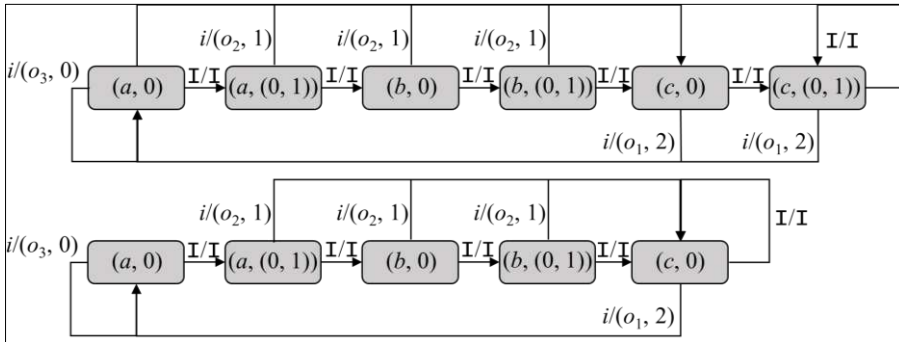 i/(o₂, 1) i/(o₂, 1) i/(o₂, 1) I/I
i/(o₃, 0) I/I I/I I/I I/I I/I
(a, 0) (a, (0, 1)) (b, 0) (b, (0, 1)) (c, 0) (c, (0, 1))
i/(o₁, 2) i/(o₁, 2)
i/(o₂, 1) i/(o₂, 1) i/(o₂, 1) I/I
i/(o₃, 0) I/I I/I I/I I/I
(a, 0) (a, (0, 1)) (b, 0) (b, (0, 1)) (c, 0)
i/(o₁, 2)